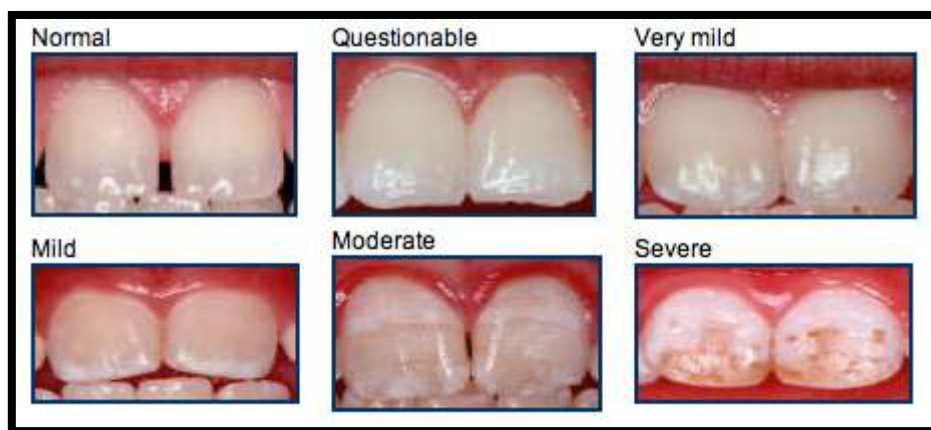 Normal
Questionable
Very mild
Mild
Moderate
Severe